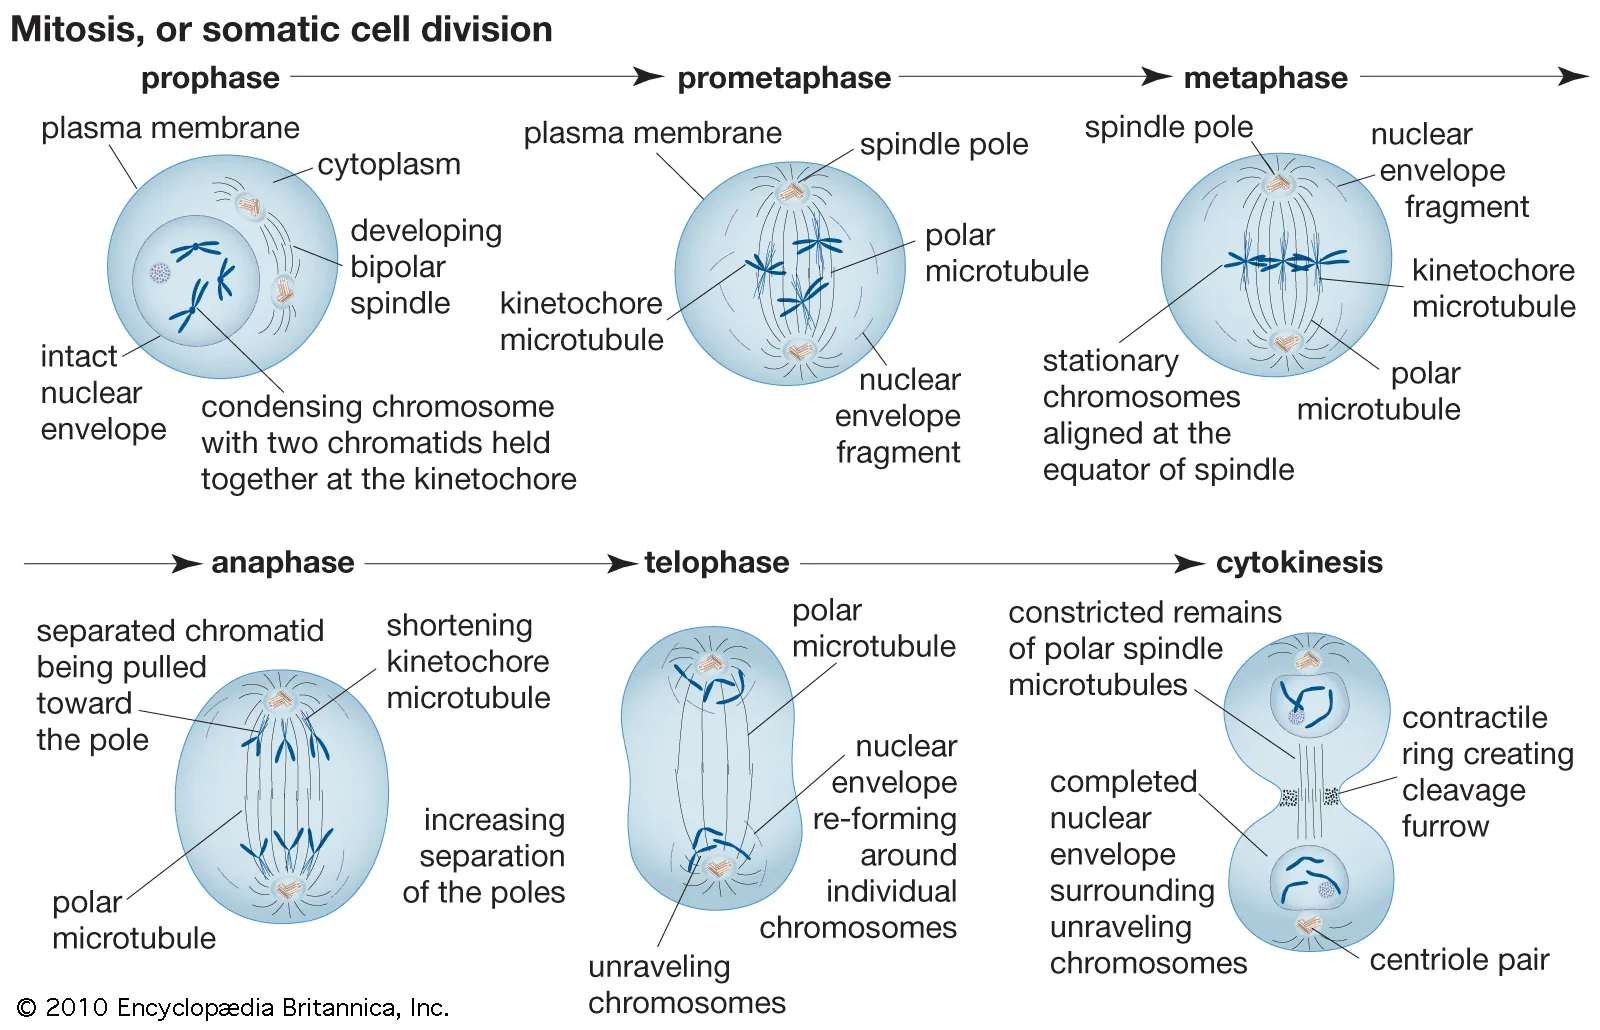 Mitosis, or somatic cell division
prophase
prometaphase
metaphase
plasma membrane
cytoplasm
developing
bipolar
spindle
intact
nuclear
envelope
condensing chromosome
with two chromatids held
together at the kinetochore
plasma membrane
spindle pole
polar
microtubule
kinetochore
microtubule
nuclear
envelope
fragment
spindle pole
nuclear
envelope
fragment
kinetochore
microtubule
stationary
chromosomes
aligned at the
equator of spindle
polar
microtubule
anaphase
telophase
cytokinesis
separated chromatid
being pulled
toward
the pole
shortening
kinetochore
microtubule
increasing
separation
of the poles
polar
microtubule
polar
microtubule
nuclear
envelope
re-forming
around
individual
chromosomes
unraveling
chromosomes
constricted remains
of polar spindle
microtubules
contractile
ring creating
cleavage
furrow
completed
nuclear
envelope
surrounding
unraveling
chromosomes
centriole pair
© 2010 Encyclopædia Britannica, Inc.